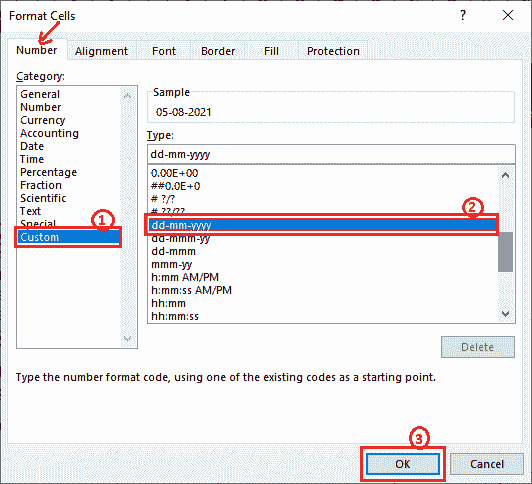 Format Cells
?
Number
Alignment
Font
Border
Fill
Protection
Category:
General
Number
Currency
Accounting
Date
Time
Percentage
Fraction
Scientific
Text
Special
Custom
1
Sample
05-08-2021
Type:
dd-mm-yyyy
0.00E+00
##0.0E+0
# ?/?
# ??/??
dd-mm-yyyy
dd-mmm-yy
dd-mmm
mmm-yy
h:mm AM/PM
h:mm:ss AM/PM
hh:mm
hh:mm:ss
2
Delete
Type the number format code, using one of the existing codes as a starting point.
3
OK
Cancel